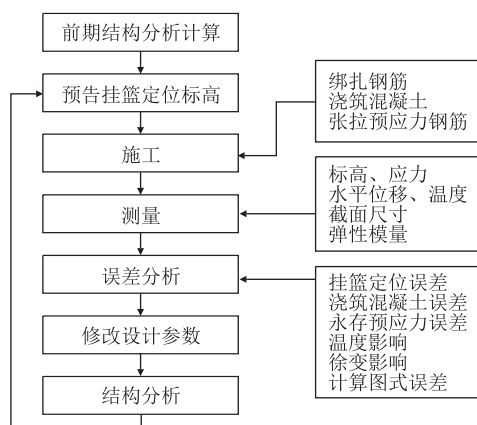 前期结构分析计算
预告挂篮定位标高
施工
测量
误差分析
修改设计参数
结构分析
绑扎钢筋
浇筑混凝土
张拉预应力钢筋
标高、应力
水平位移、温度
截面尺寸
弹性模量
挂篮定位误差
浇筑混凝土误差
永存预应力误差
温度影响
徐变影响
计算图式误差